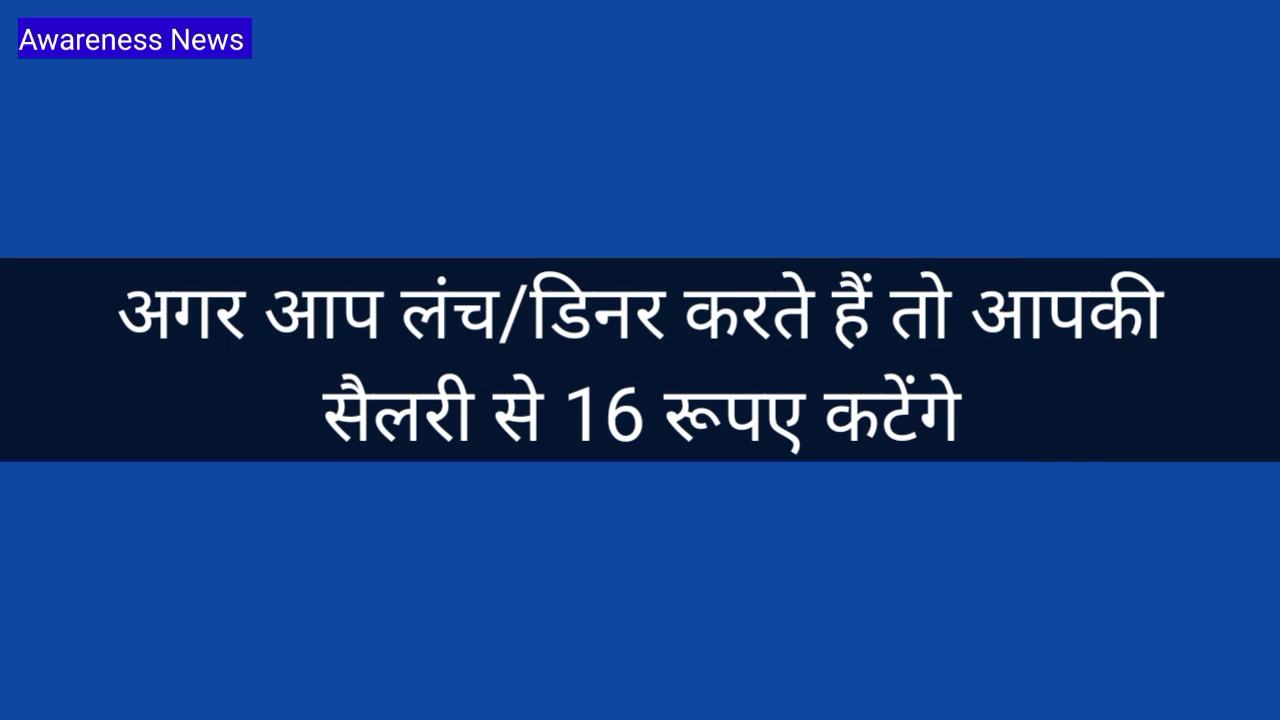 Awareness News
अगर आप लंच/डिनर करते हैं तो आपकी
सैलरी से 16 रूपए कटेंगे